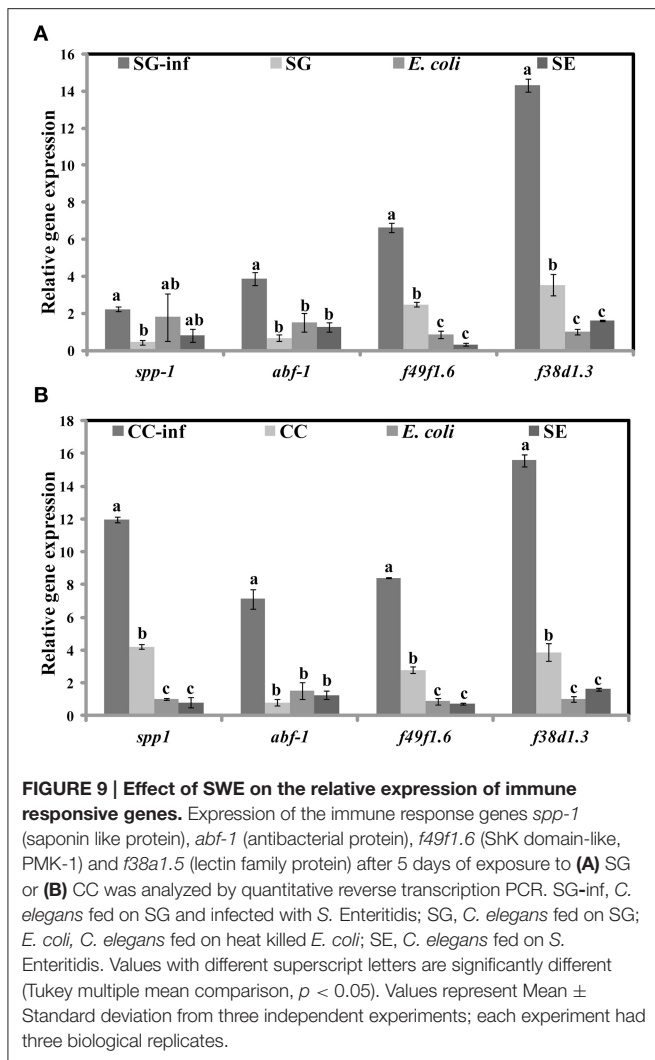 A
16
14
12
10
8
6
4
2
0
Relative gene expression
SG-inf SG E. coli SE
a b ab ab
a b b b
a b c c
a b c c
spp-1 abf-1 f49f1.6 f38d1.3
B
18
16
14
12
10
8
6
4
2
0
Relative gene expression
CC-inf CC E. coli SE
a b c c
a b b b
a b c c
a b c c
spp1 abf-1 f49f1.6 f38d1.3
FIGURE 9 | Effect of SWE on the relative expression of immune
responsive genes. Expression of the immune response genes spp-1
(saponin like protein), abf-1 (antibacterial protein), f49f1.6 (ShK domain-like,
PMK-1) and f38a1.5 (lectin family protein) after 5 days of exposure to (A) SG
or (B) CC was analyzed by quantitative reverse transcription PCR. SG-inf, C.
elegans fed on SG and infected with S. Enteritidis; SG, C. elegans fed on SG;
E. coli, C. elegans fed on heat killed E. coli; SE, C. elegans fed on S.
Enteritidis. Values with different superscript letters are significantly different
(Tukey multiple mean comparison, p < 0.05). Values represent Mean ±
Standard deviation from three independent experiments; each experiment had
three biological replicates.